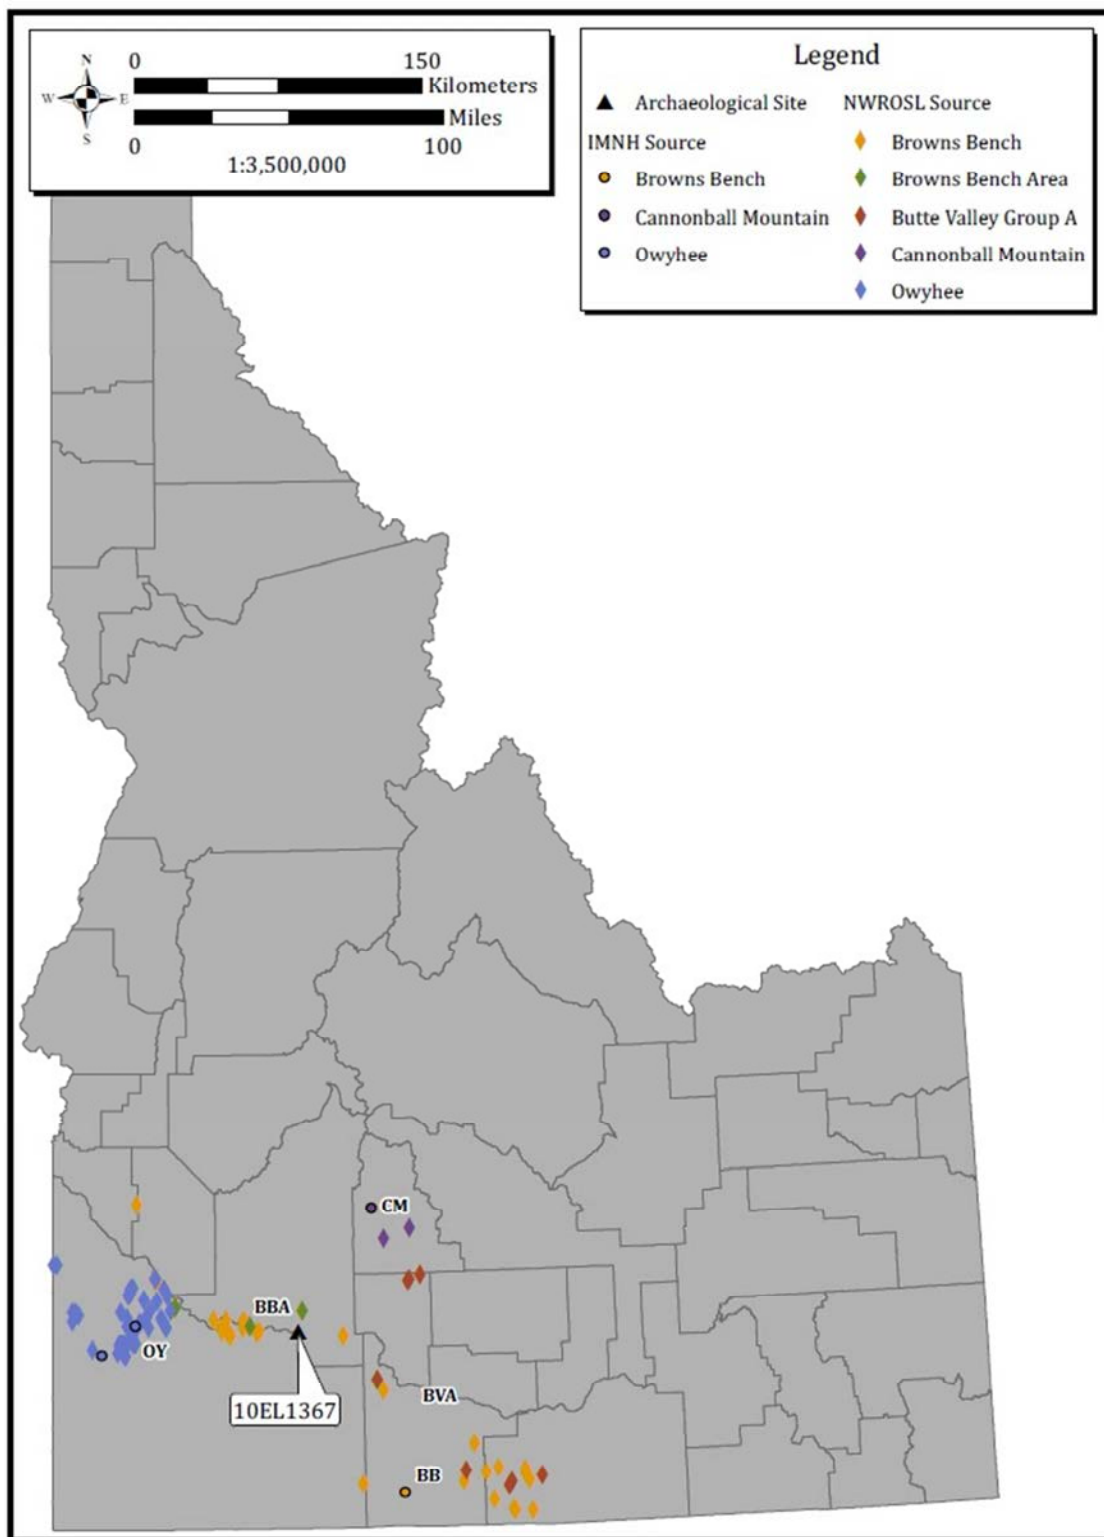 N
W E
S
0 150
Kilometers
Miles
0 100
1:3,500,000
Legend
Archaeological Site
IMNH Source
Browns Bench
Cannonball Mountain
Owyhee
NWROSL Source
Browns Bench
Browns Bench Area
Butte Valley Group A
Cannonball Mountain
Owyhee
CM
BBA
OY
BVA
10EL1367
BB